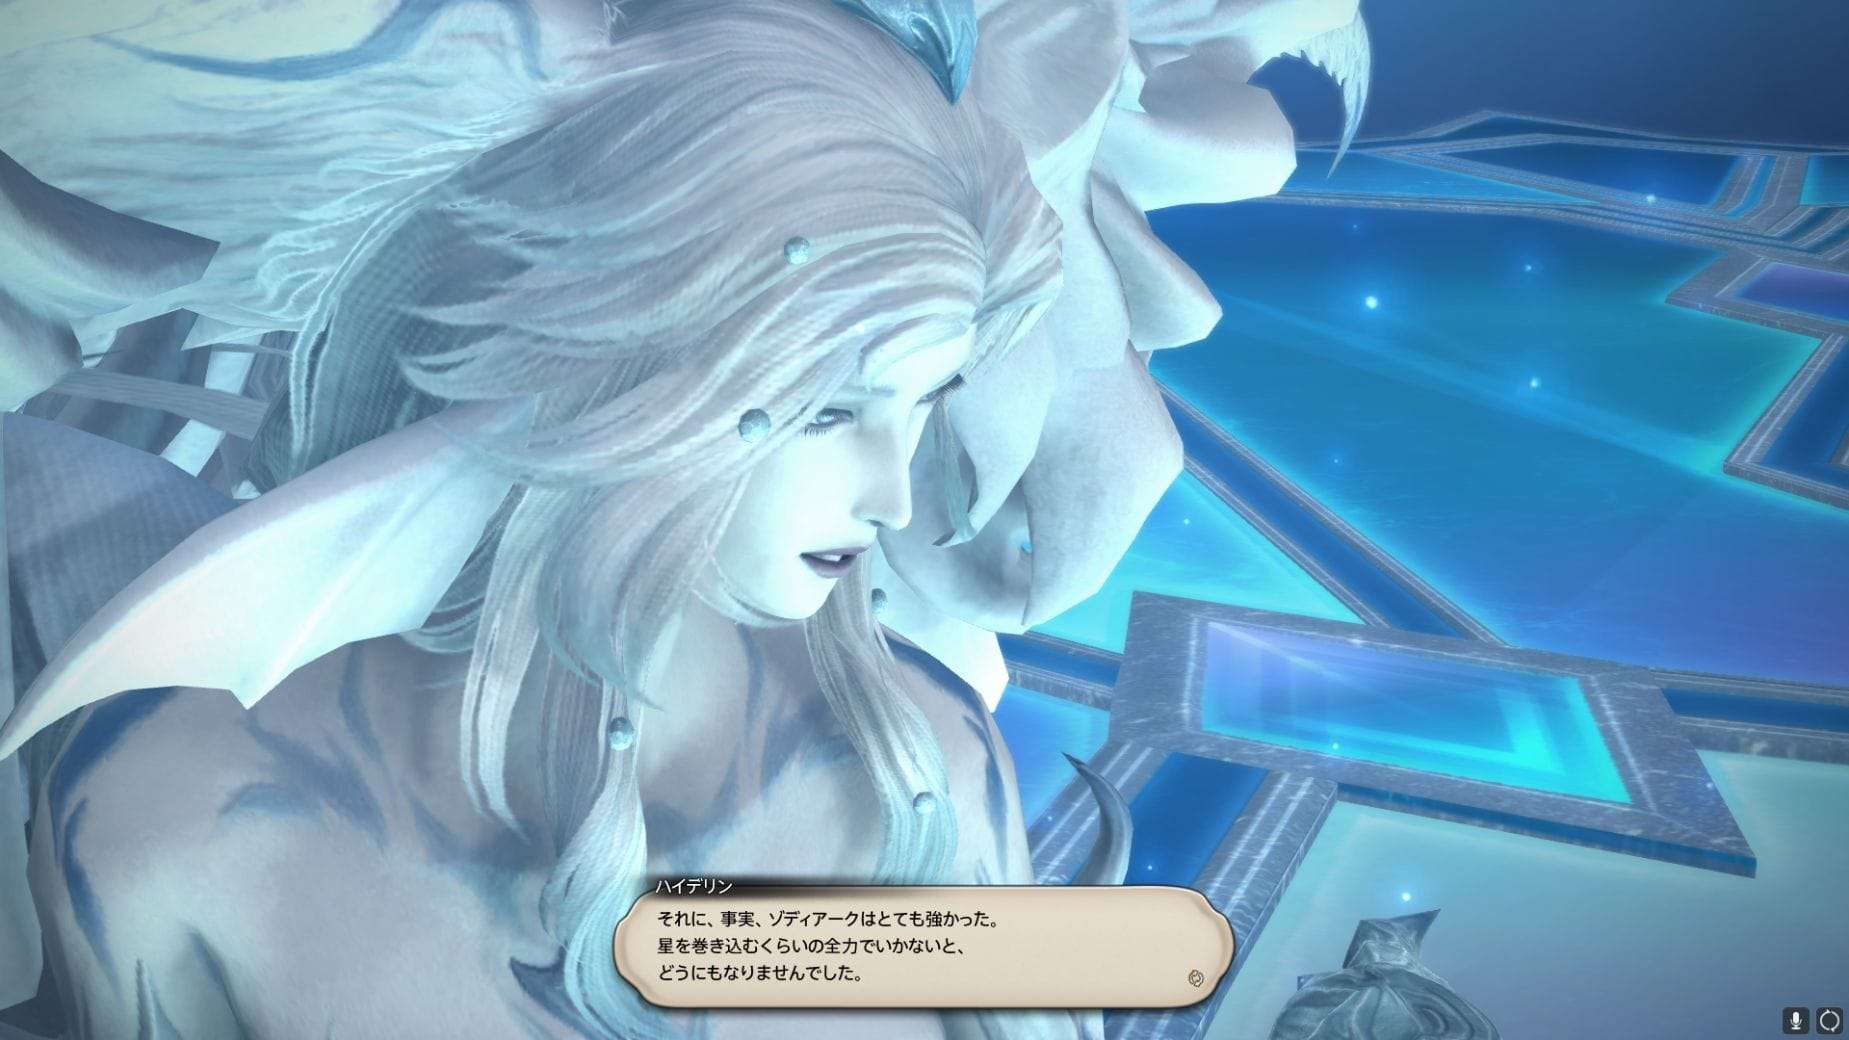 ハイデリン
それに、事実、ゾディアークはとても強かった。
星を巻き込むくらいの全力でいかないと、
どうにもなりませんでした。